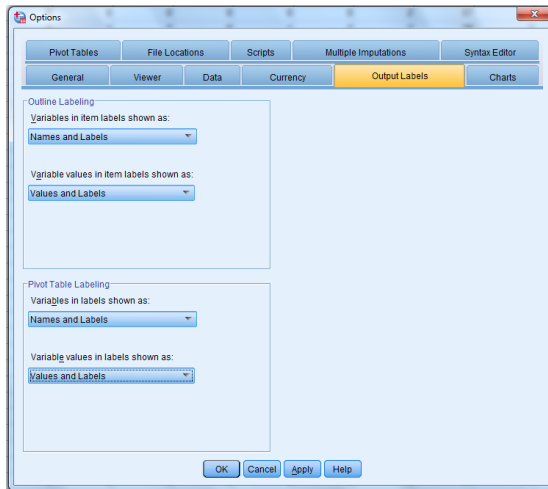 Options
Pivot Tables File Locations Scripts Multiple Imputations Syntax Editor
General Viewer Data Currency Output Labels Charts
Outline Labeling
Variables in item labels shown as:
Names and Labels
Variable values in item labels shown as:
Values and Labels
Pivot Table Labeling
Variables in labels shown as:
Names and Labels
Variable values in labels shown as:
Values and Labels
OK Cancel Apply Help